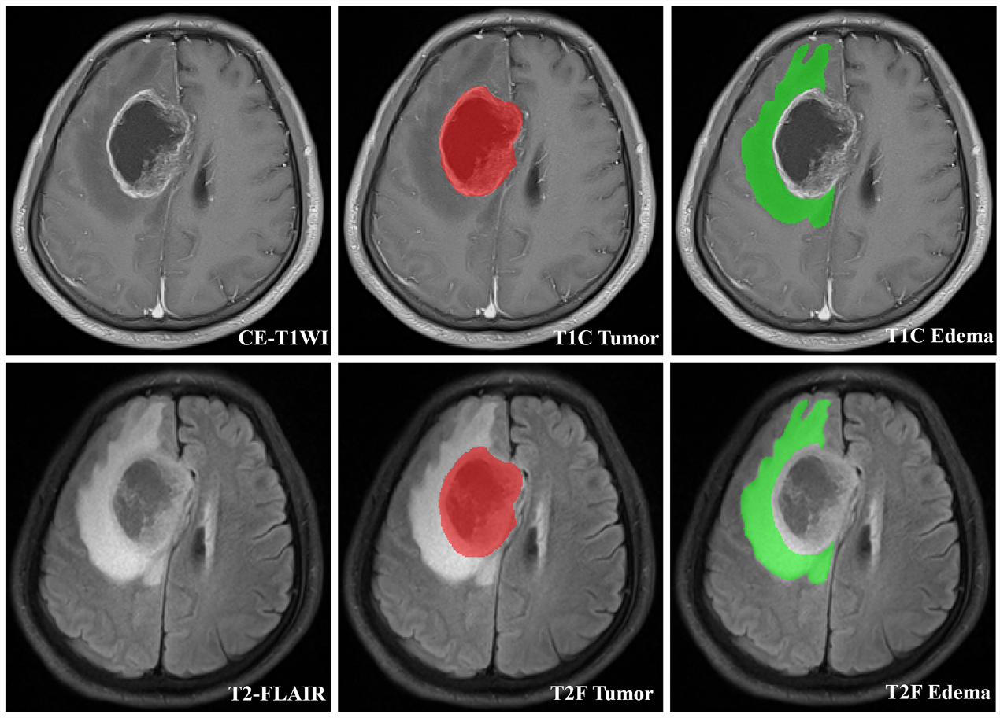 CE-T1WI
T1C Tumor
T1C Edema
T2-FLAIR
T2F Tumor
T2F Edema